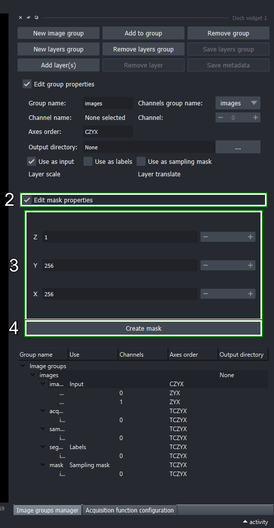 Dock widget 1
New image group Add to group Remove group
New layers group Remove layers group Save layers group
Add layer(s) Remove layer Save metadata
Edit group properties
Group name: images Channels group name: images
Channel name: None selected Channel: 0
Axes order: CZYX
Output directory: None ...
Use as input Use as labels Use as sampling mask
Layer scale Layer translate
2 Edit mask properties
Z 1
3 Y 256
X 256
4 Create mask
Group name Use Channels Axes order Output directory
Image groups
images None
ima... Input CZYX
... 0 ZYX
... 1 ZYX
acq... TCZYX
i... 0 TCZYX
sam... TCZYX
i... 0 TCZYX
seg... Labels TCZYX
i... 0 TCZYX
mask Sampling mask TCZYX
i... 0 TCZYX
Image groups manager Acquisition function configuration
activity